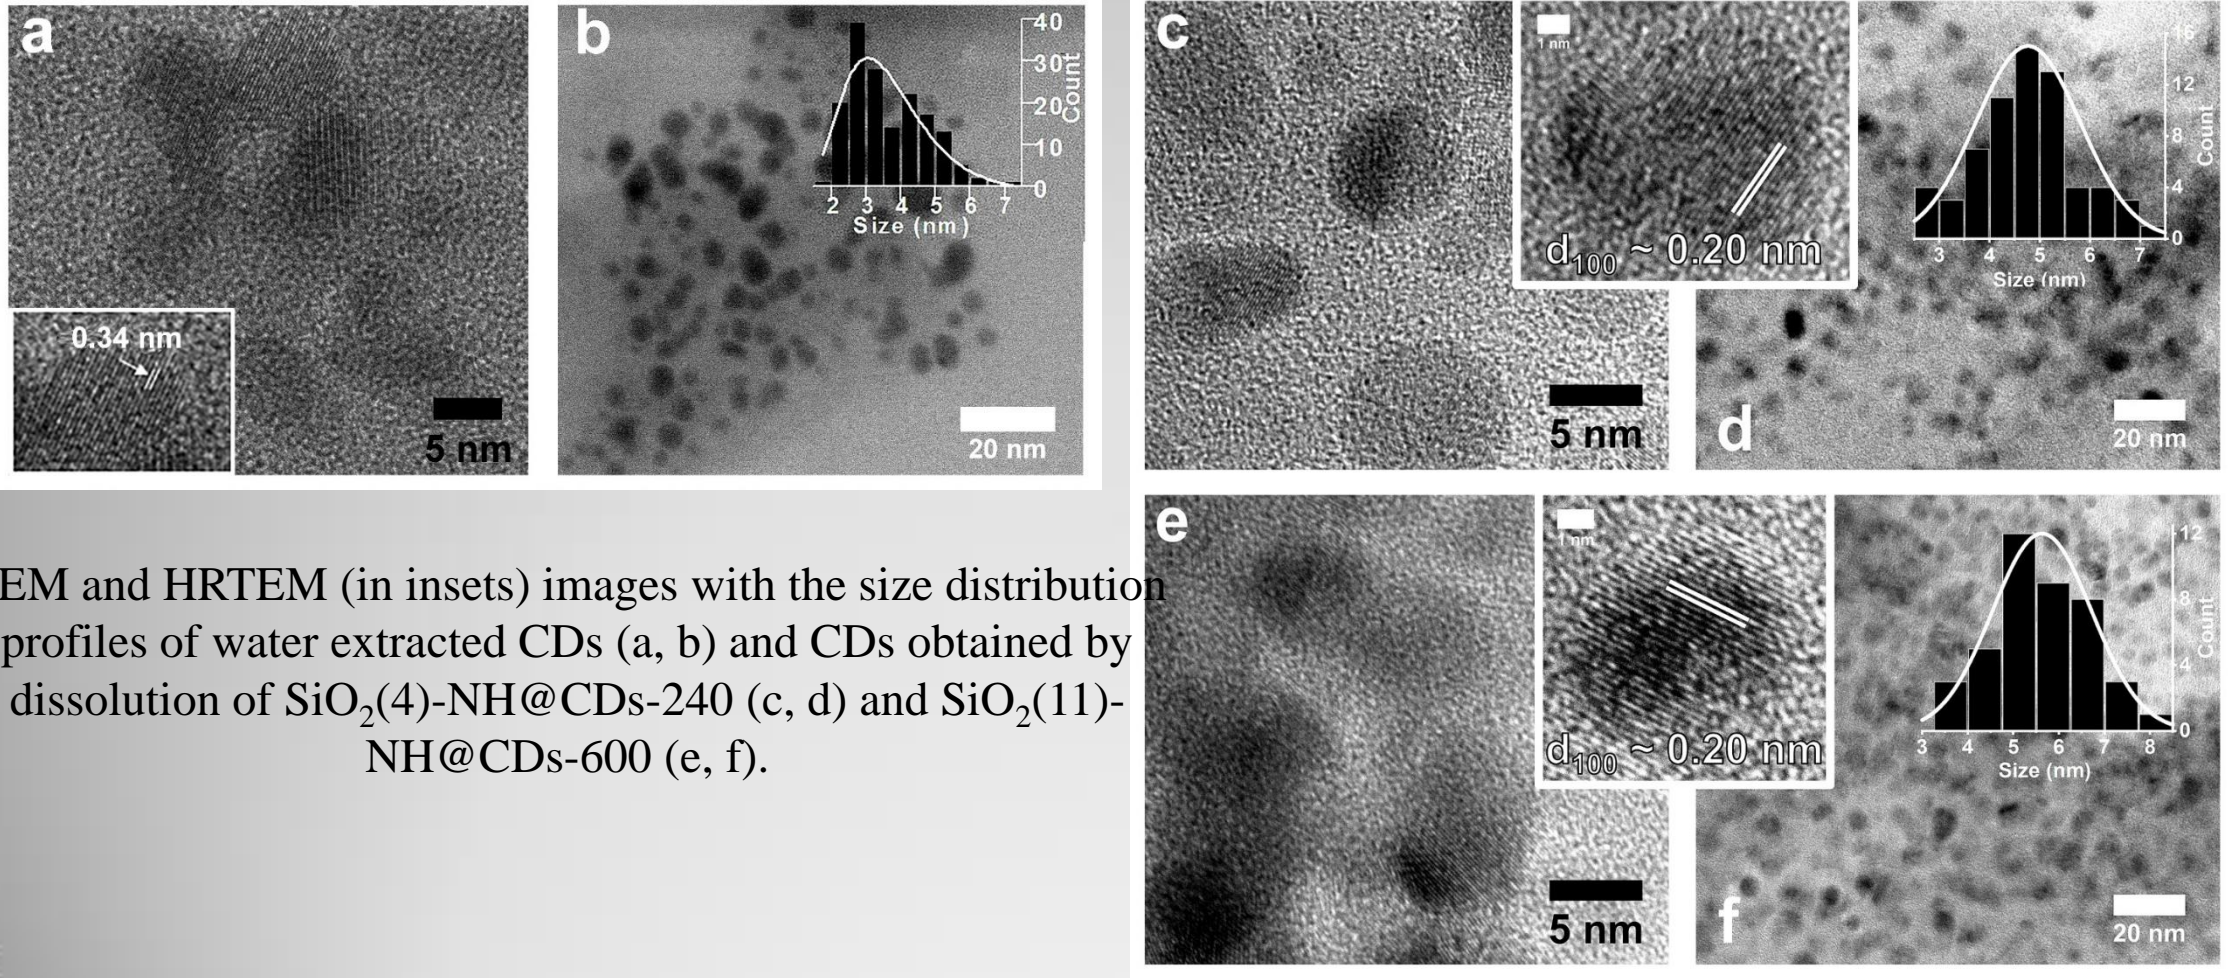 a
0.34 nm
5 nm
b
40
30
20
10
0
Count
2 3 4 5 6 7
Size (nm)
20 nm
c
1 nm
d₁₀₀ ~ 0.20 nm
5 nm
16
12
8
4
0
Count
3 4 5 6 7
Size (nm)
d
20 nm
EM and HRTEM (in insets) images with the size distribution
profiles of water extracted CDs (a, b) and CDs obtained by
dissolution of SiO₂(4)-NH@CDs-240 (c, d) and SiO₂(11)-
NH@CDs-600 (e, f).
e
1 nm
d₁₀₀ ~ 0.20 nm
5 nm
12
8
4
0
Count
3 4 5 6 7 8
Size (nm)
f
20 nm